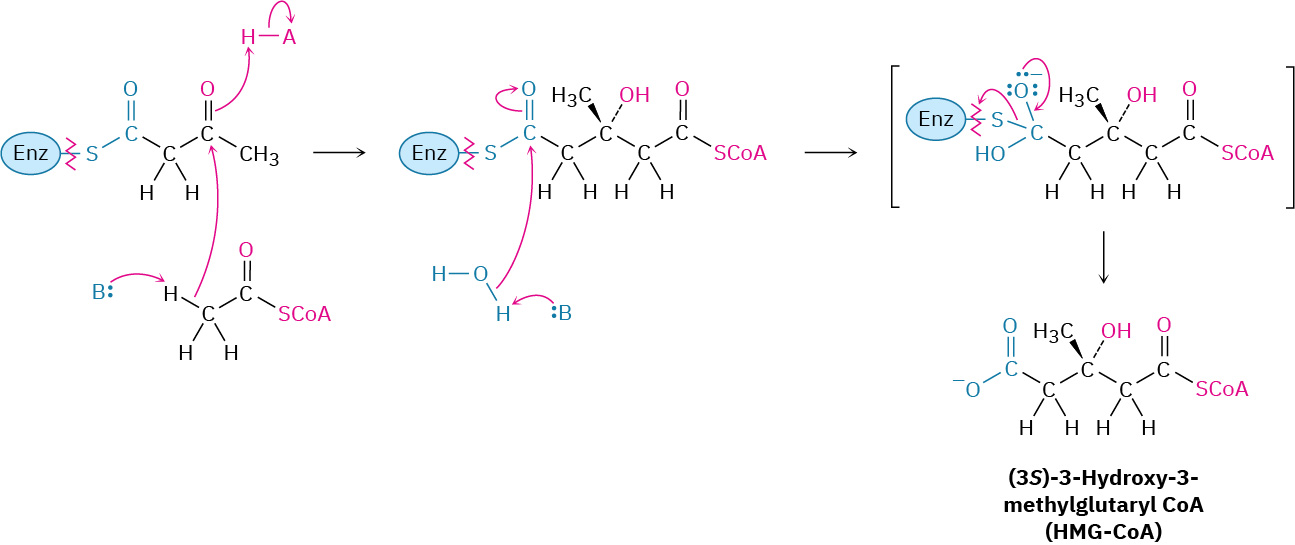 H—A
O O
Enz S C C C CH₃
H H
O
B: H C C SCoA
H H
O H₃C OH O
Enz S C C C C C SCoA
H H H H
H—O
H :B
:Ö:⁻ H₃C OH O
Enz S C C C C C SCoA
HO
H H H H
O H₃C OH O
⁻O C C C C C SCoA
H H H H
(3S)-3-Hydroxy-3-
methylglutaryl CoA
(HMG-CoA)